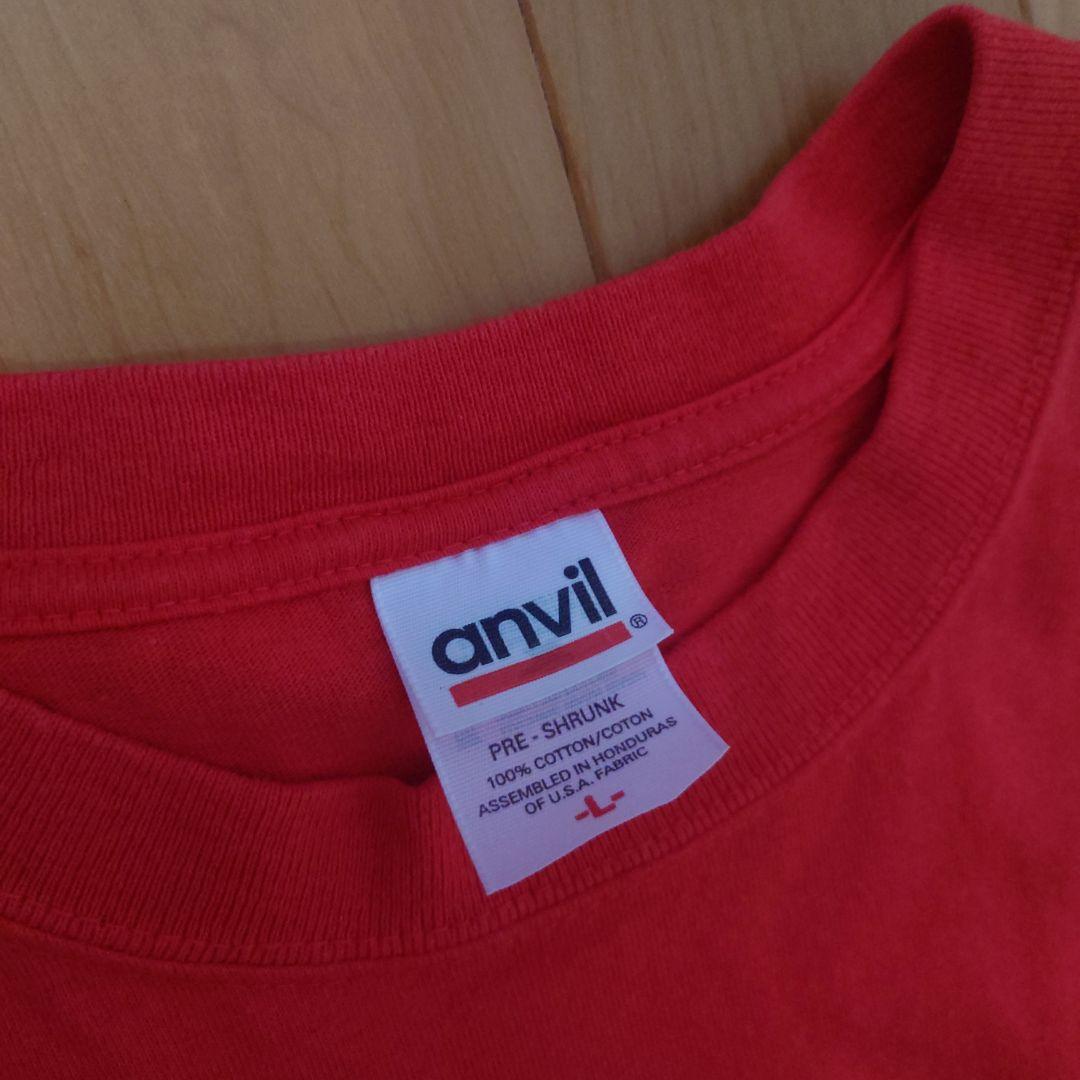 anvil®
PRE - SHRUNK
100% COTTON/COTON
ASSEMBLED IN HONDURAS
OF U.S.A. FABRIC
-L-